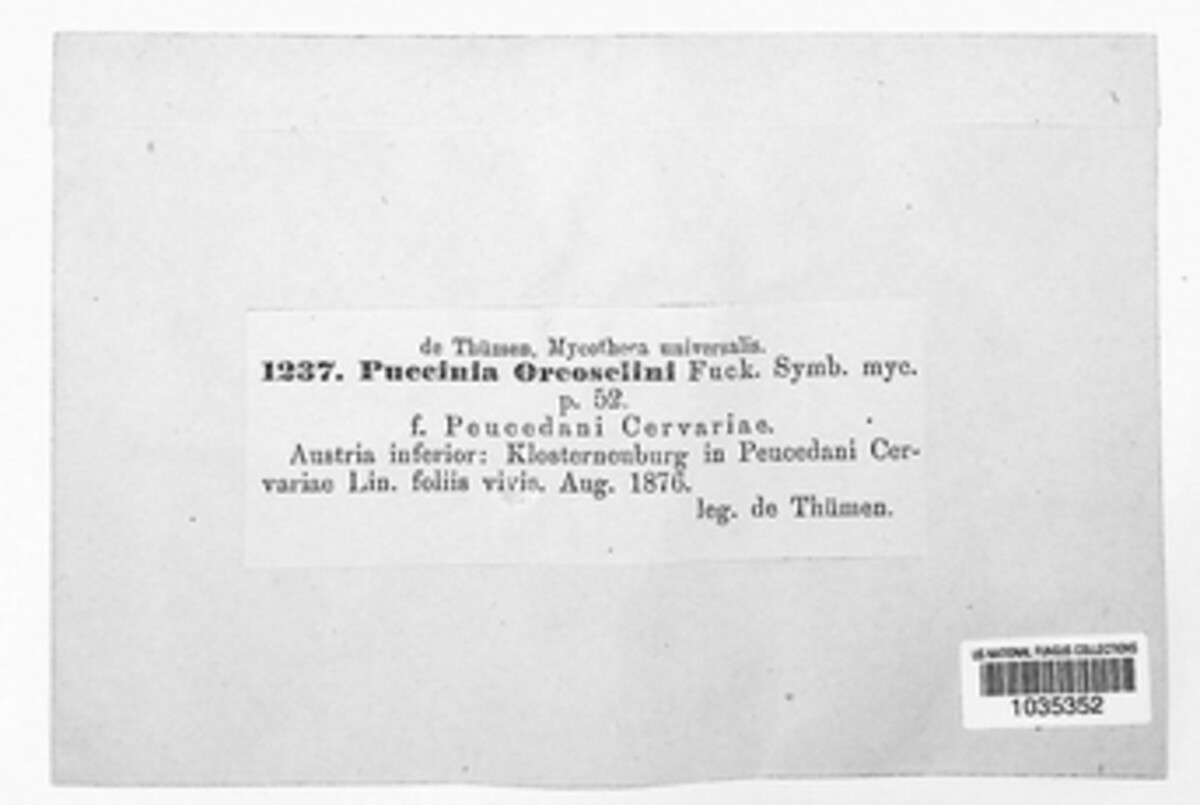 de Thümen, Mycotheca universalis.
1237. Puccinia Oreoselini Fuck. Symb. myc.
p. 52.
f. Peucedani Cervariae.
Austria inferior: Klosterneuburg in Peucedani Cer-
variae Lin. foliis vivis. Aug. 1876.
leg. de Thümen.
US NATIONAL FUNGUS COLLECTIONS
1035352